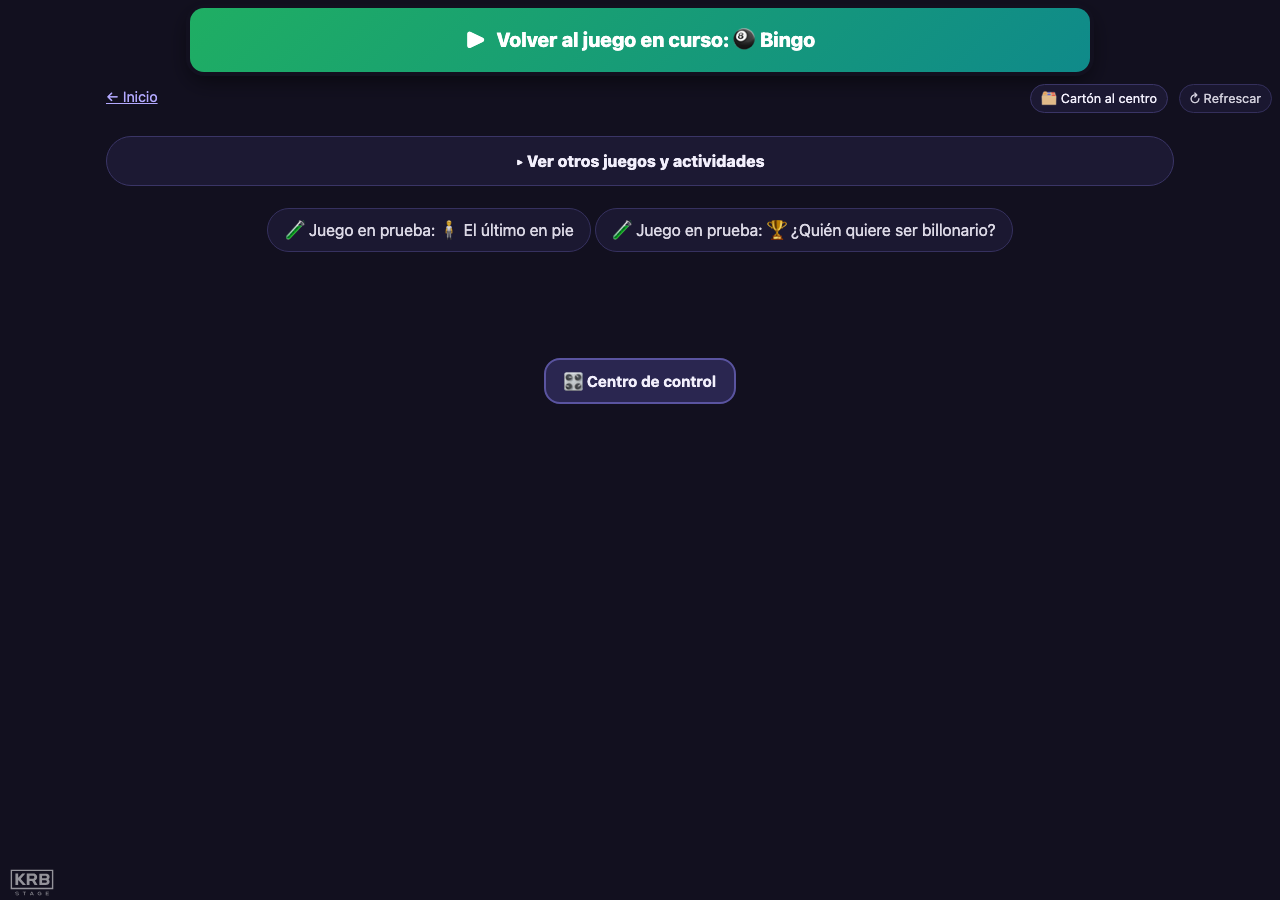 ▶ Volver al juego en curso: 🎱 Bingo
← Inicio
🗂️ Cartón al centro
↻ Refrescar
▸ Ver otros juegos y actividades
🧪 Juego en prueba: 🧍 El último en pie
🧪 Juego en prueba: 🏆 ¿Quién quiere ser billonario?
🎛️ Centro de control
KRB
STAGE